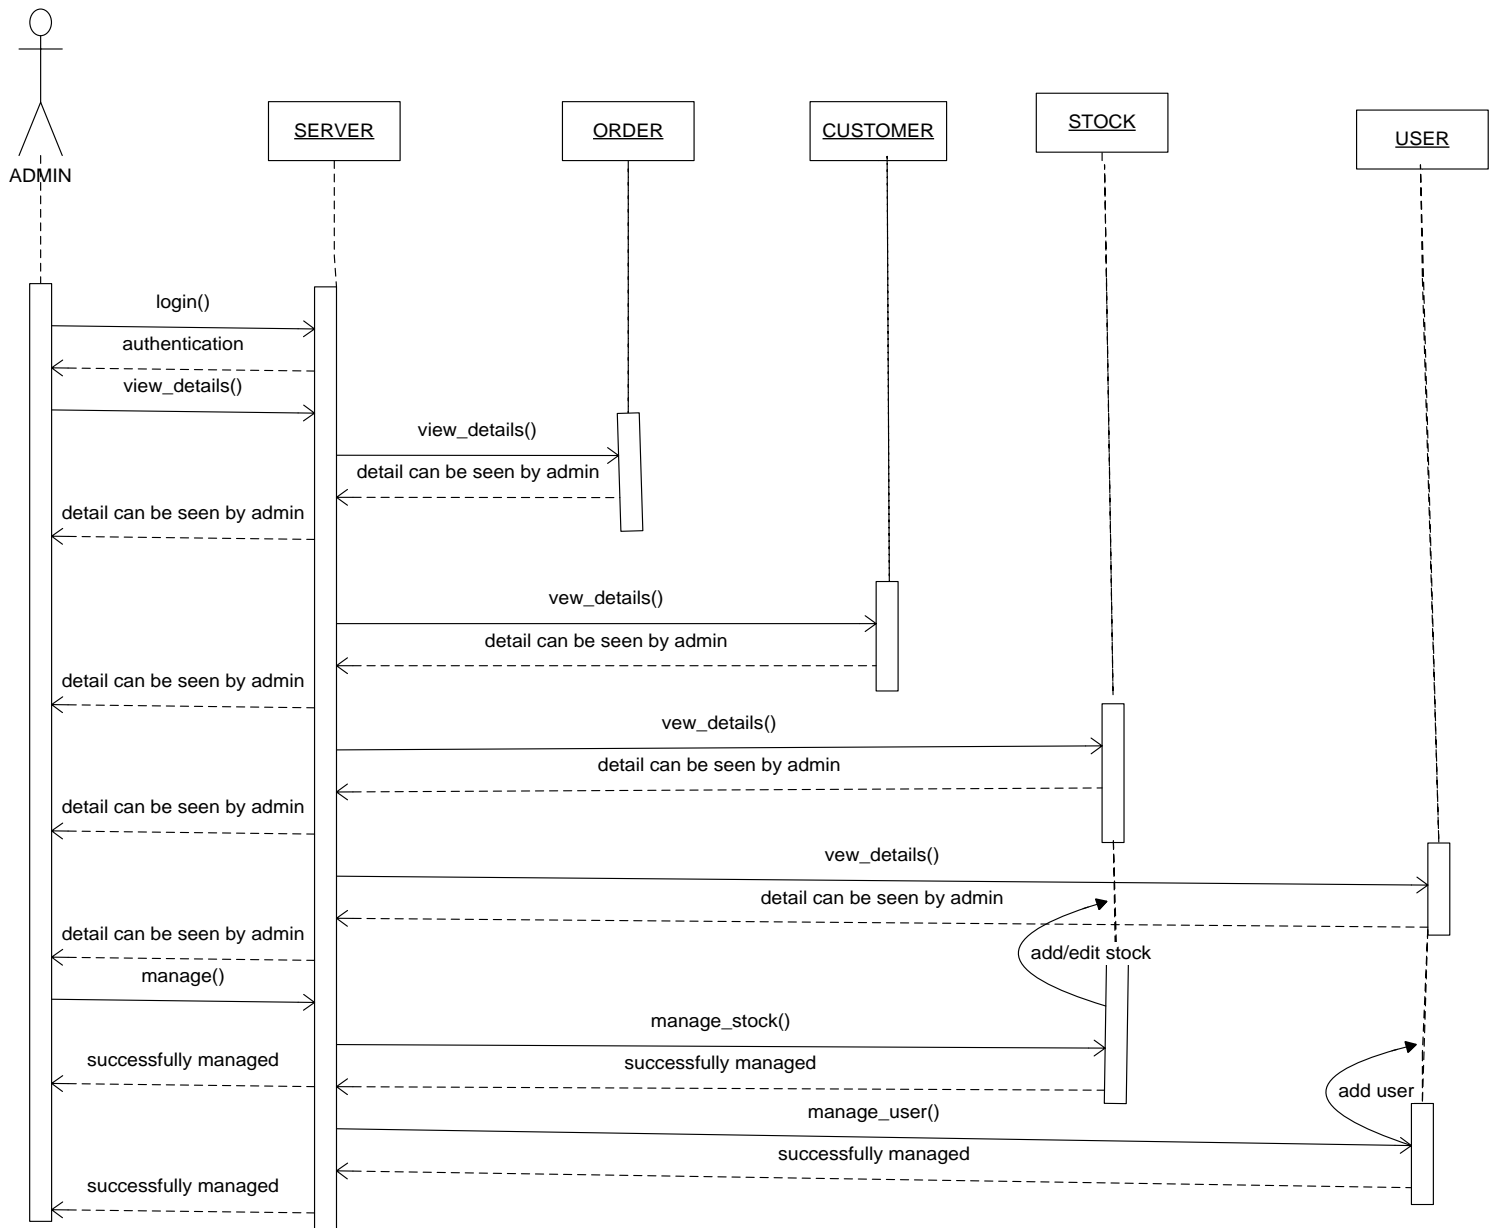 STOCK
SERVER
ORDER
CUSTOMER
USER
ADMIN
login()
authentication
view_details()
view_details()
detail can be seen by admin
detail can be seen by admin
vew_details()
detail can be seen by admin
detail can be seen by admin
vew_details()
detail can be seen by admin
detail can be seen by admin
vew_details()
detail can be seen by admin
detail can be seen by admin
add/edit stock
manage()
manage_stock()
successfully managed
successfully managed
add user
manage_user()
successfully managed
successfully managed